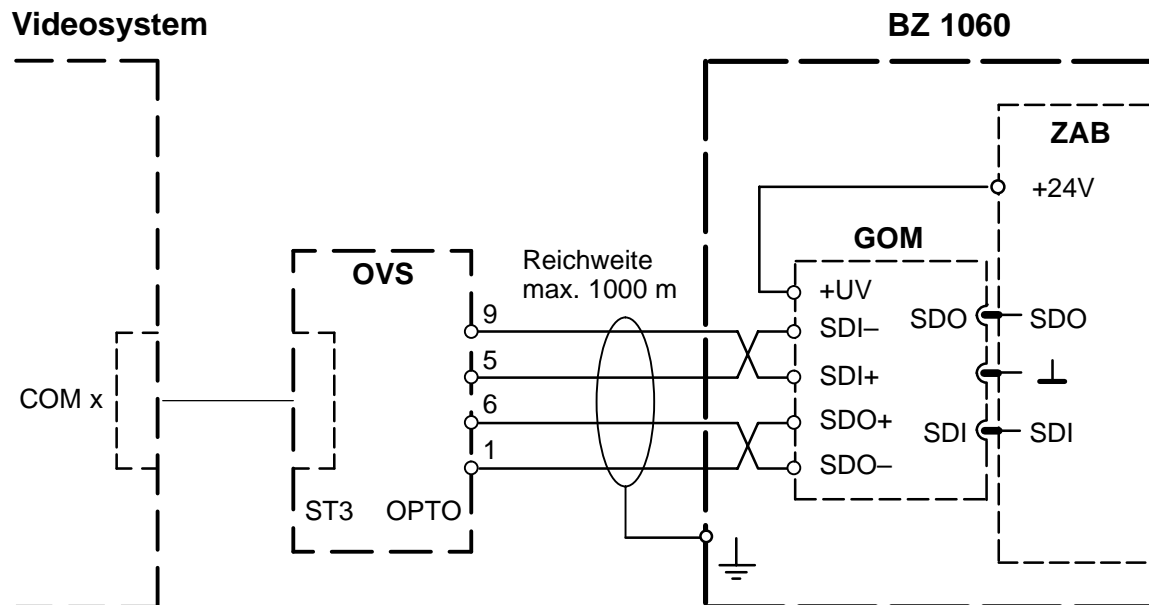 Videosystem
BZ 1060
ZAB
+24V
GOM
OVS
Reichweite
max. 1000 m
+UV
9
SDI–
SDO
SDO
5
SDI+
COM x
6
SDO+
SDI
SDI
1
SDO–
ST3
OPTO